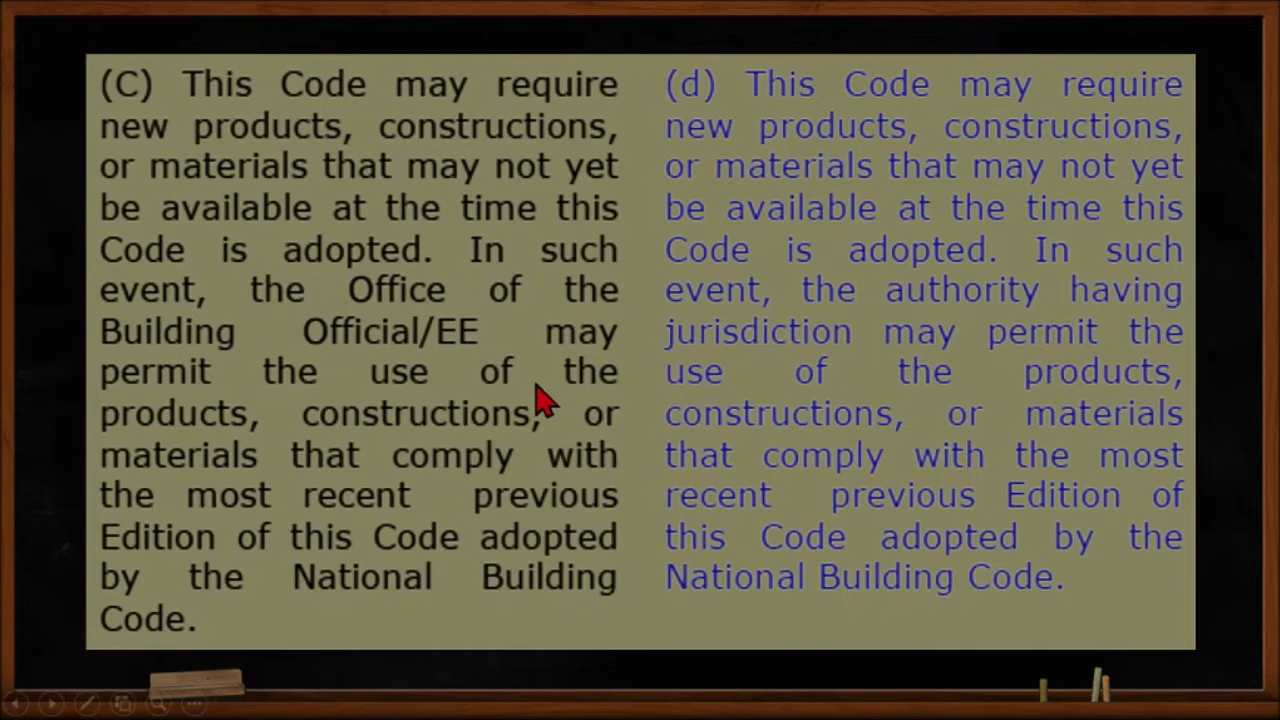 (C) This Code may require
new products, constructions,
or materials that may not yet
be available at the time this
Code is adopted. In such
event, the Office of the
Building Official/EE may
permit the use of the
products, constructions, or
materials that comply with
the most recent previous
Edition of this Code adopted
by the National Building
Code.
(d) This Code may require
new products, constructions,
or materials that may not yet
be available at the time this
Code is adopted. In such
event, the authority having
jurisdiction may permit the
use of the products,
constructions, or materials
that comply with the most
recent previous Edition of
this Code adopted by the
National Building Code.